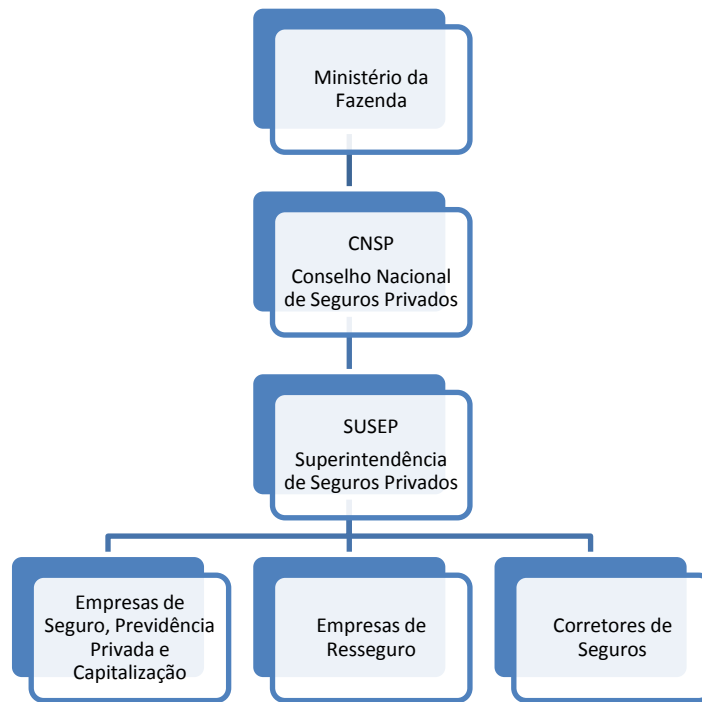 Ministério da
Fazenda
CNSP
Conselho Nacional
de Seguros Privados
SUSEP
Superintendência
de Seguros Privados
Empresas de
Seguro, Previdência
Privada e
Capitalização
Empresas de
Resseguro
Corretores de
Seguros